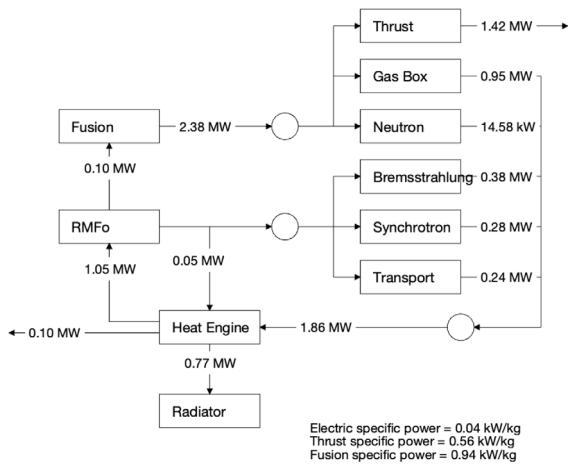 Thrust 1.42 MW
Gas Box 0.95 MW
Fusion 2.38 MW Neutron 14.58 kW
0.10 MW
Bremsstrahlung 0.38 MW
RMFo Synchrotron 0.28 MW
0.05 MW
1.05 MW Transport 0.24 MW
0.10 MW Heat Engine 1.86 MW
0.77 MW
Radiator
Electric specific power = 0.04 kW/kg
Thrust specific power = 0.56 kW/kg
Fusion specific power = 0.94 kW/kg